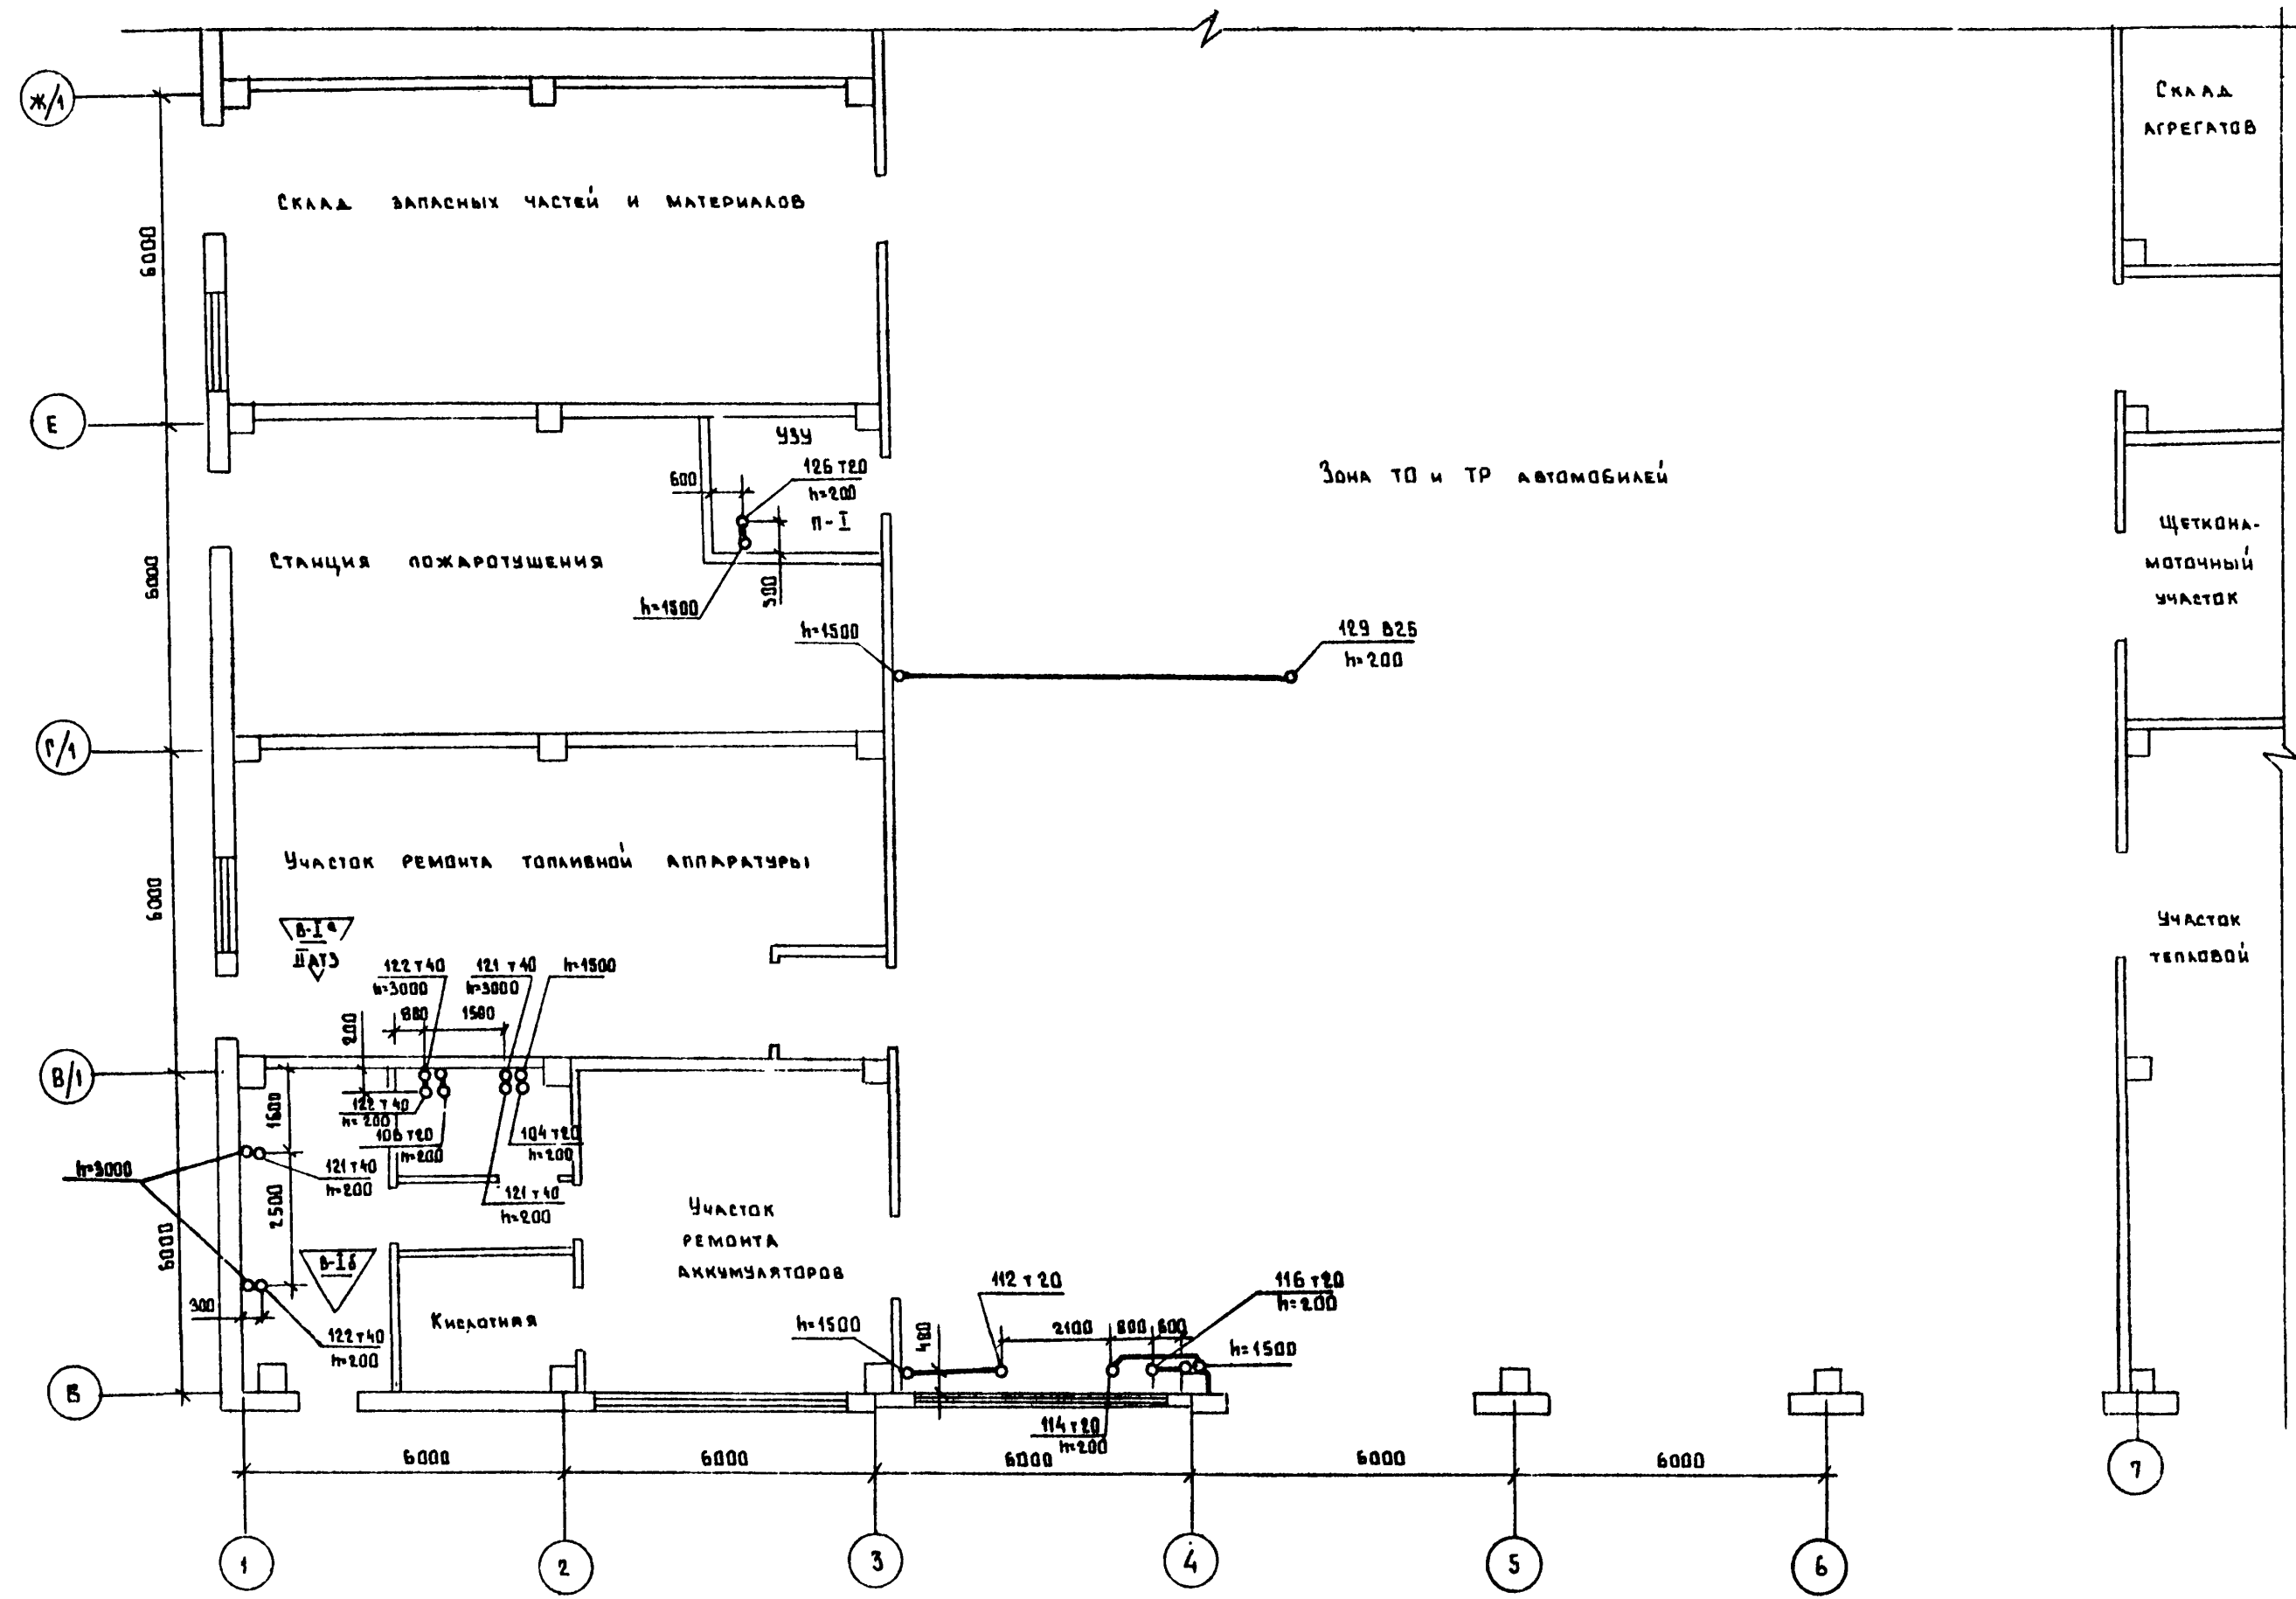 Ж/1
Склад
агрегатов
Склад запасных частей и материалов
6000
Е
УЗУ
126 т20
h=200
600
П-I
Зона ТО и ТР автомобилей
Щеткона-
моточный
участок
Станция пожаротушения
6000
500
h=1500
h=1500
129 В25
h=200
Г/1
Участок ремонта топливной аппаратуры
6000
В-Iа
IIАТ3
Участок
тепловой
122 т40
h=3000
121 т40
h=3000
h=1500
200
1500
В/1
1600
122 т40
h=200
106 т20
h=200
104 т20
h=200
h=3000
121 т40
h=200
121 т40
h=200
2500
6000
Участок
ремонта
аккумуляторов
В-Iб
300
Кислотная
122 т40
h=200
112 т20
116 т20
h=200
h=1500
480
2100
800
600
h=1500
114 т20
h=200
6000
6000
6000
6000
6000
1
2
3
4
5
6
7